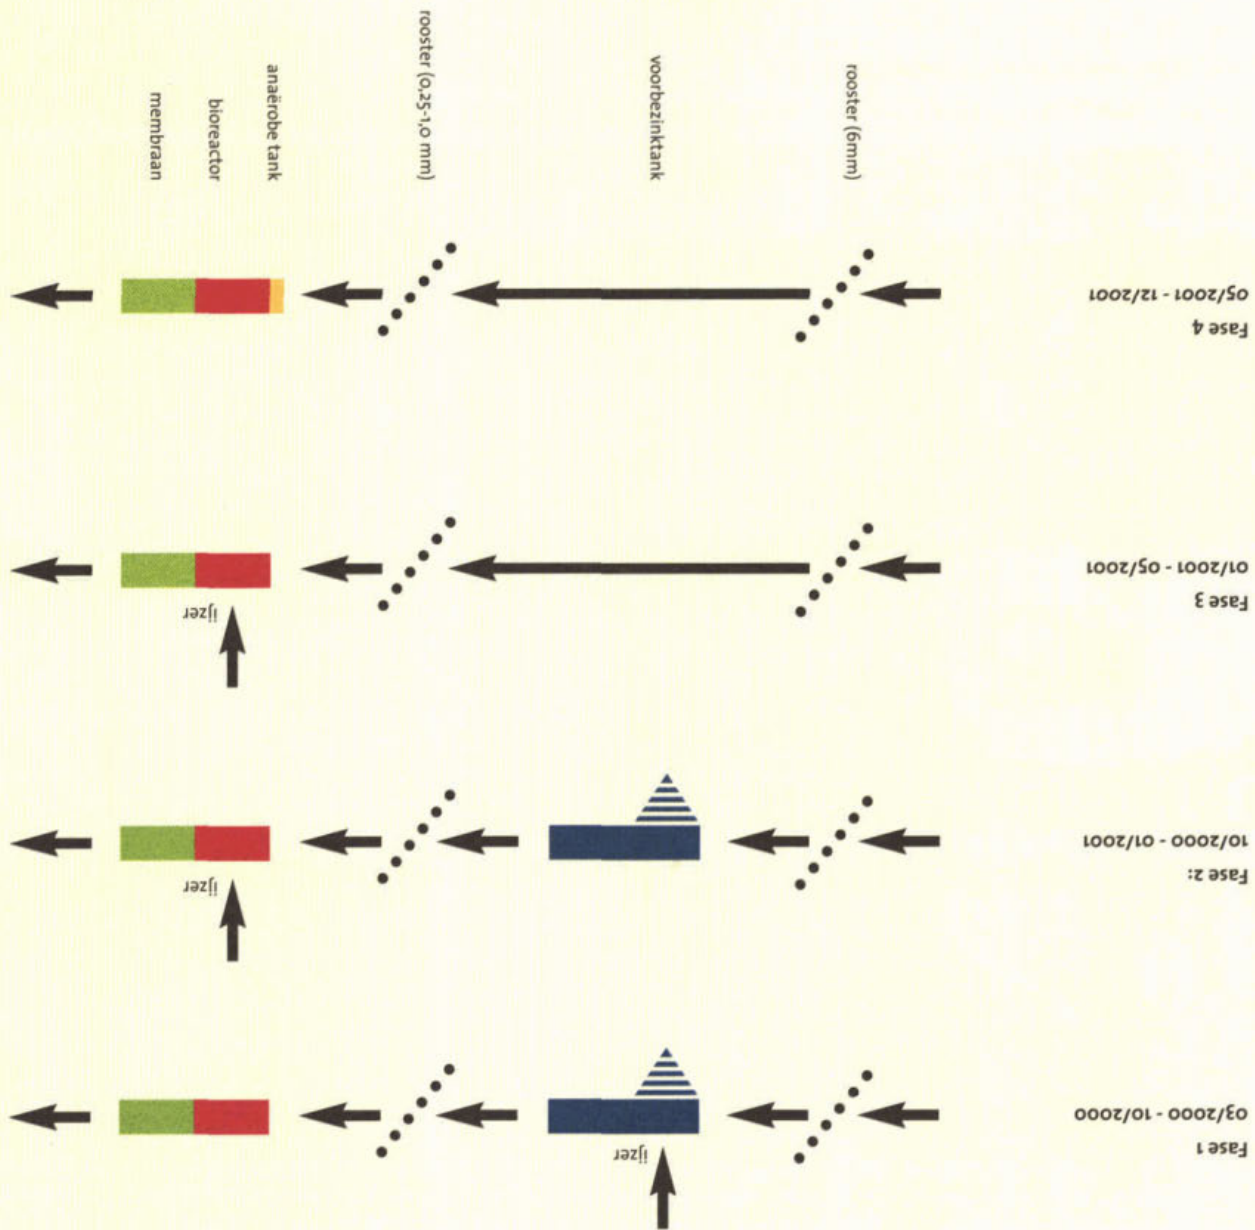 Fase 1
03/2000 - 10/2000
ijzer
Fase 2:
10/2000 - 01/2001
ijzer
Fase 3
01/2001 - 05/2001
ijzer
Fase 4
05/2001 - 12/2001
rooster (6mm)
voorbezinktank
rooster (0,25-1,0 mm)
anaërobe tank
bioreactor
membraan